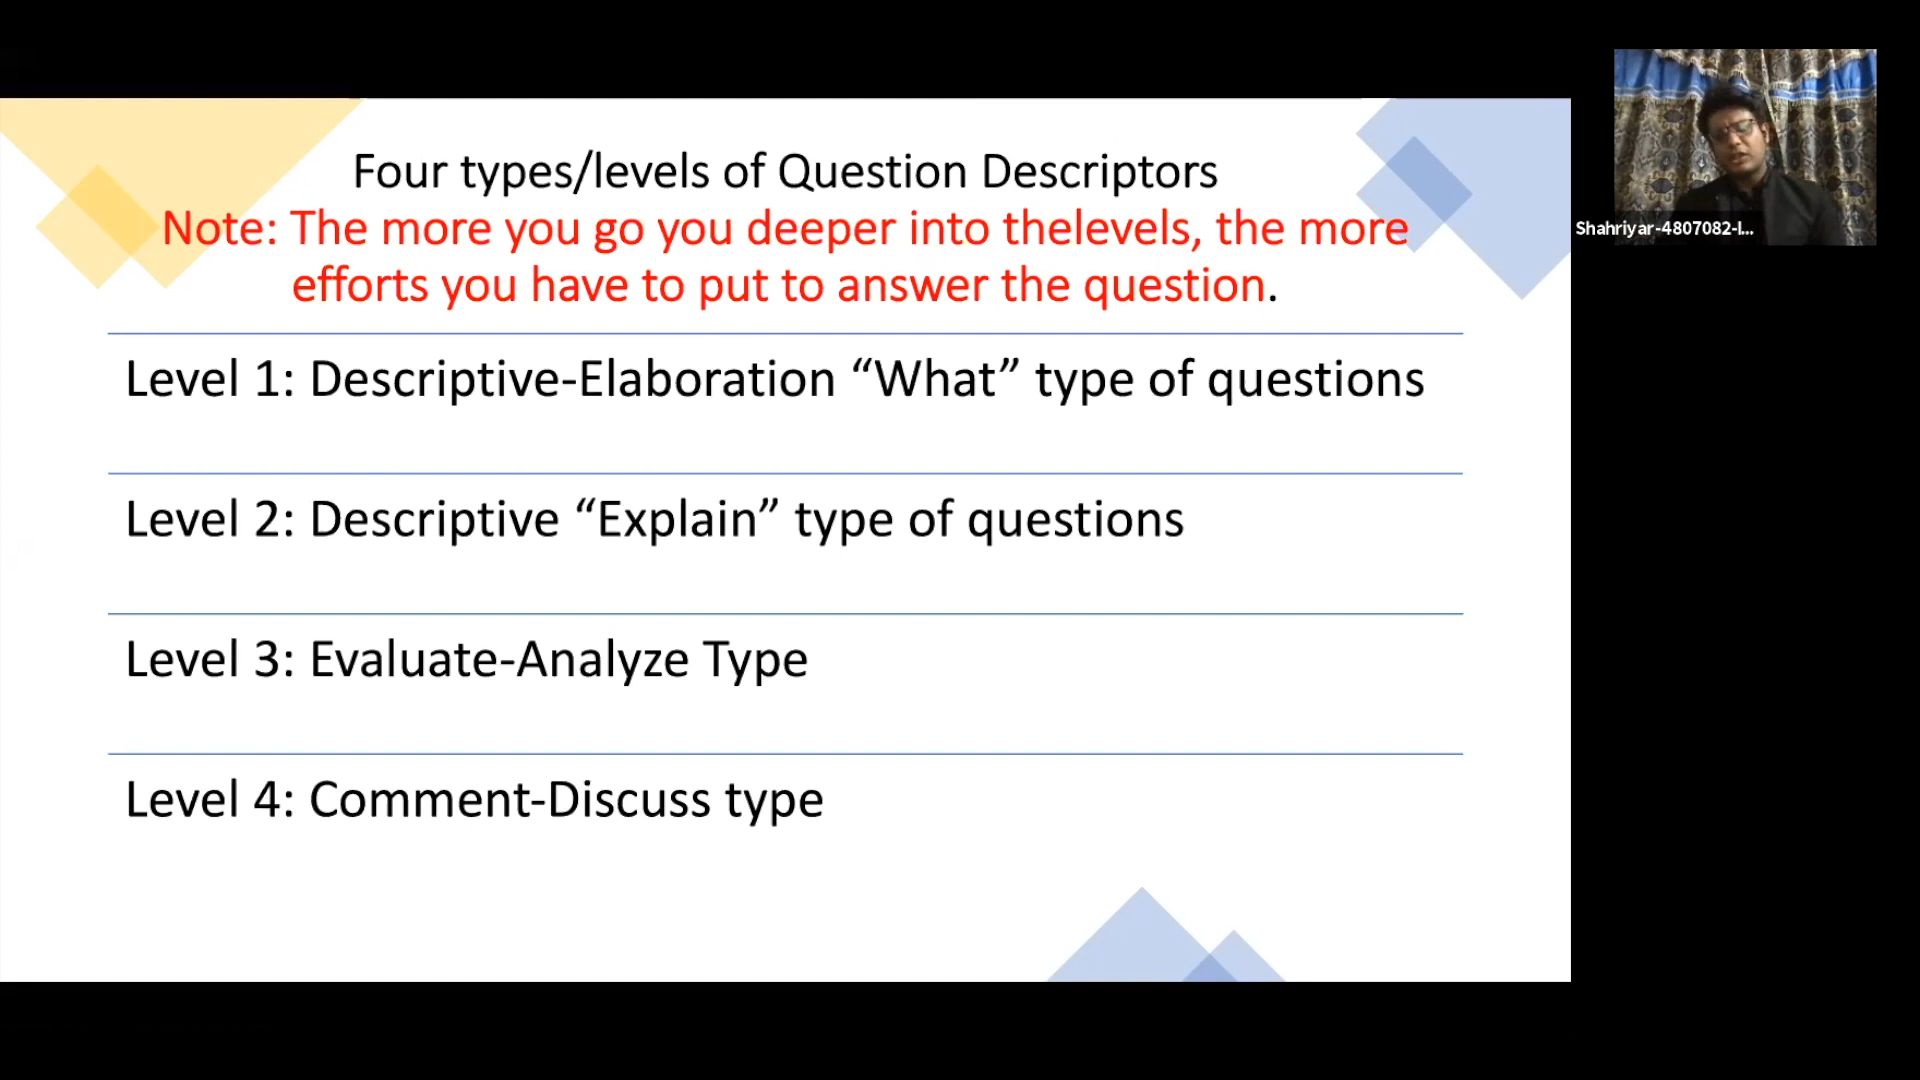 Four types/levels of Question Descriptors
Note: The more you go you deeper into thelevels, the more
efforts you have to put to answer the question.
Level 1: Descriptive-Elaboration “What” type of questions
Level 2: Descriptive “Explain” type of questions
Level 3: Evaluate-Analyze Type
Level 4: Comment-Discuss type
Shahriyar-4807082-I...